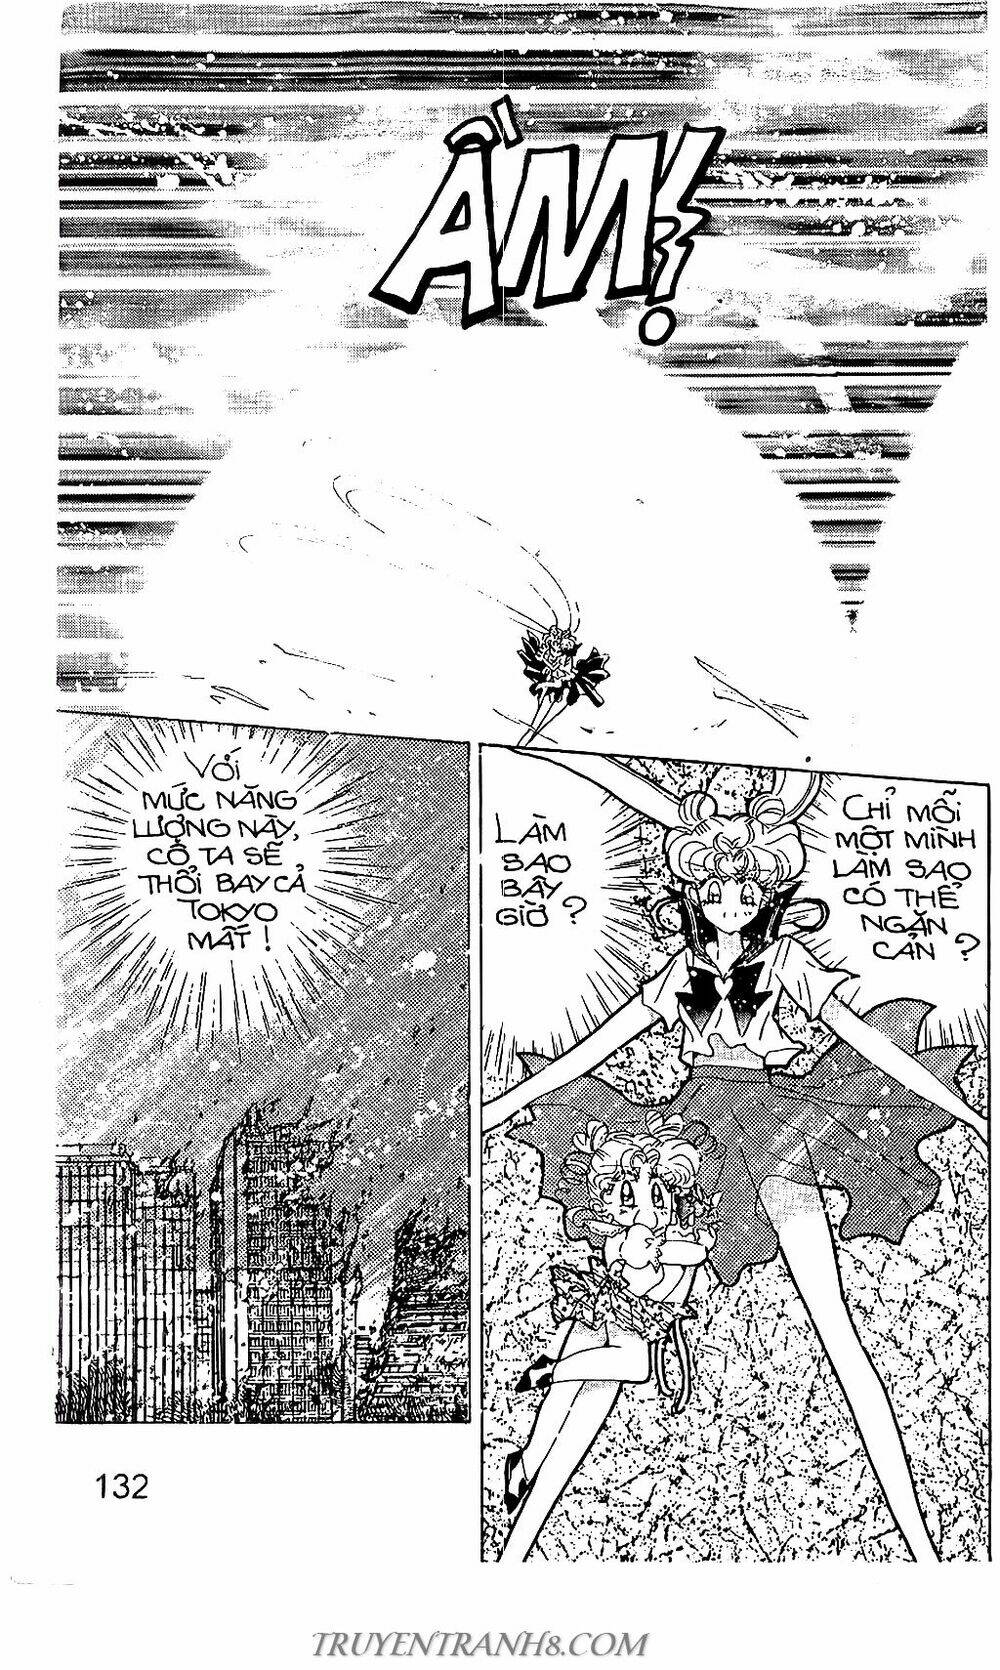 ẦM!
CHỈ MỖI
MỘT MÌNH
LÀM SAO
CÓ THỂ
NGĂN
CẢN ?
LÀM
SAO
BÂY
GIỜ ?
VỚI
MỨC NĂNG
LƯỢNG NÀY,
CÔ TA SẼ
THỔI BAY CẢ
TOKYO
MẤT !
132
TRUYENTRANH8.COM